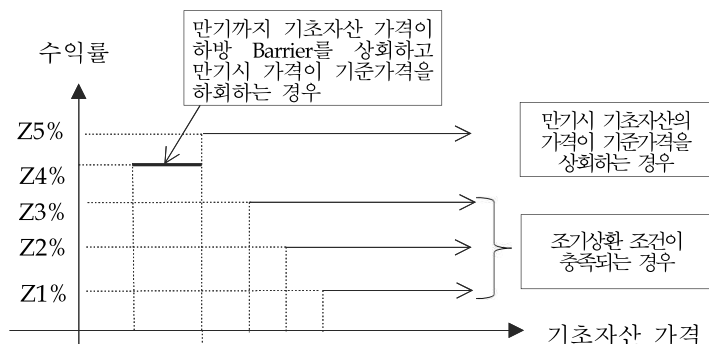 만기까지 기초자산 가격이
하방 Barrier를 상회하고
만기시 가격이 기준가격을
하회하는 경우
수익률
만기시 기초자산의
가격이 기준가격을
상회하는 경우
Z5%
Z4%
Z3%
Z2%
Z1%
조기상환 조건이
충족되는 경우
기초자산 가격